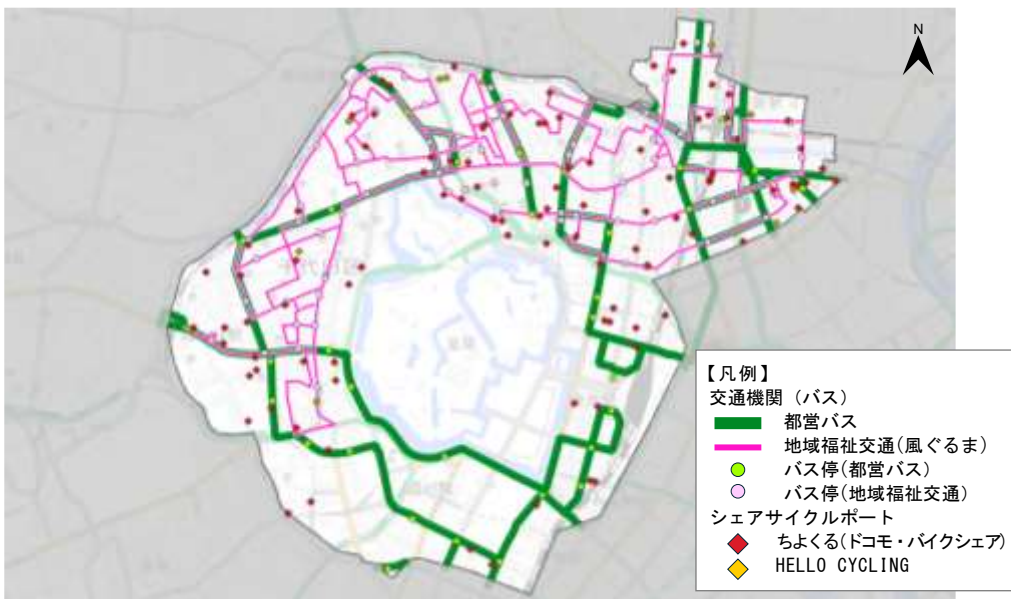 N
【凡例】
交通機関（バス）
都営バス
地域福祉交通(風ぐるま)
バス停(都営バス)
バス停(地域福祉交通)
シェアサイクルポート
ちよくる(ドコモ・バイクシェア)
HELLO CYCLING